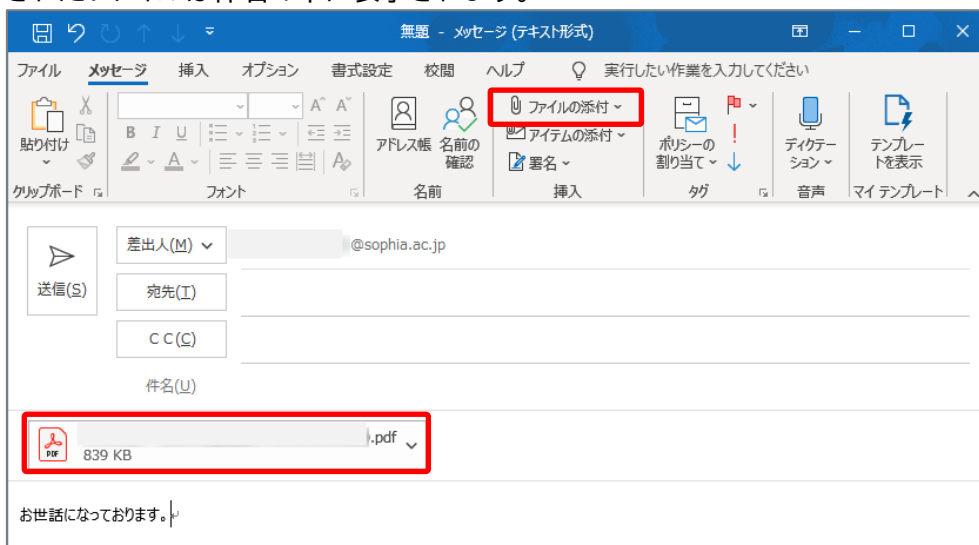 無題 - メッセージ (テキスト形式)
ファイル メッセージ 挿入 オプション 書式設定 校閲 ヘルプ 実行したい作業を入力してください
貼り付け
B I U
A A
アドレス帳
名前の
確認
ファイルの添付
アイテムの添付
署名
ポリシーの
割り当て
!
ディクテー
ション
テンプレー
トを表示
クリップボード フォント 名前 挿入 タグ 音声 マイ テンプレート
送信(S)
差出人(M) @sophia.ac.jp
宛先(T)
C C(C)
件名(U)
PDF
).pdf
839 KB
お世話になっております。